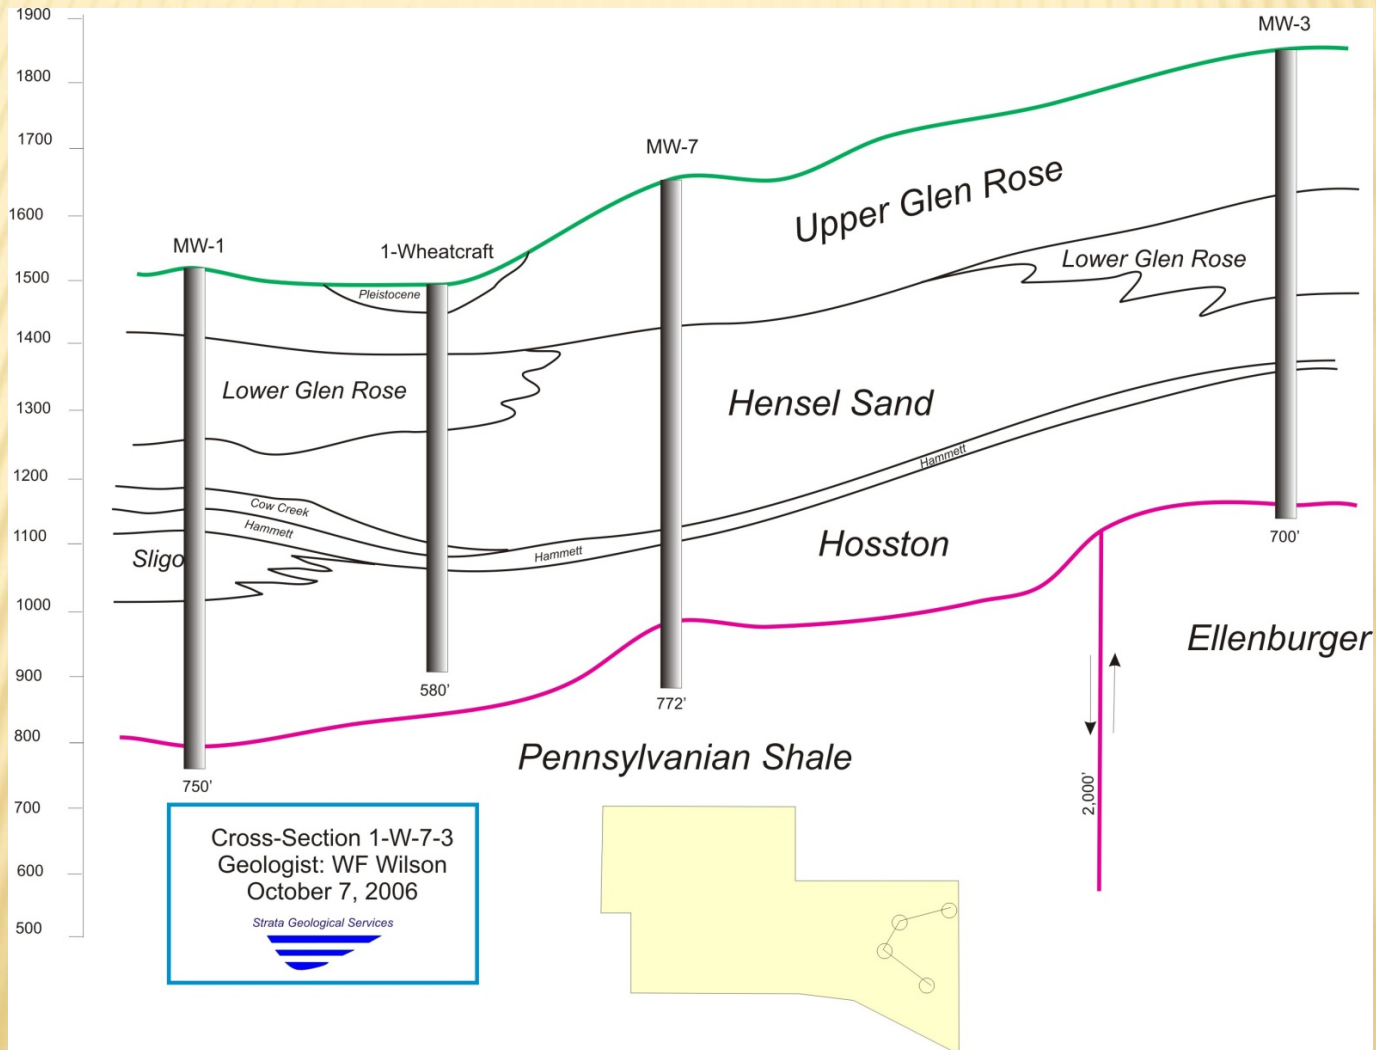 1900
1800
1700
1600
1500
1400
1300
1200
1100
1000
900
800
700
600
500
MW-3
MW-7
MW-1
1-Wheatcraft
Pleistocene
Upper Glen Rose
Lower Glen Rose
Lower Glen Rose
Hensel Sand
Hammett
Cow Creek
Hammett
Hammett
Sligo
Hosston
700'
580'
772'
750'
Ellenburger
Pennsylvanian Shale
2,000'
Cross-Section 1-W-7-3
Geologist: WF Wilson
October 7, 2006
Strata Geological Services